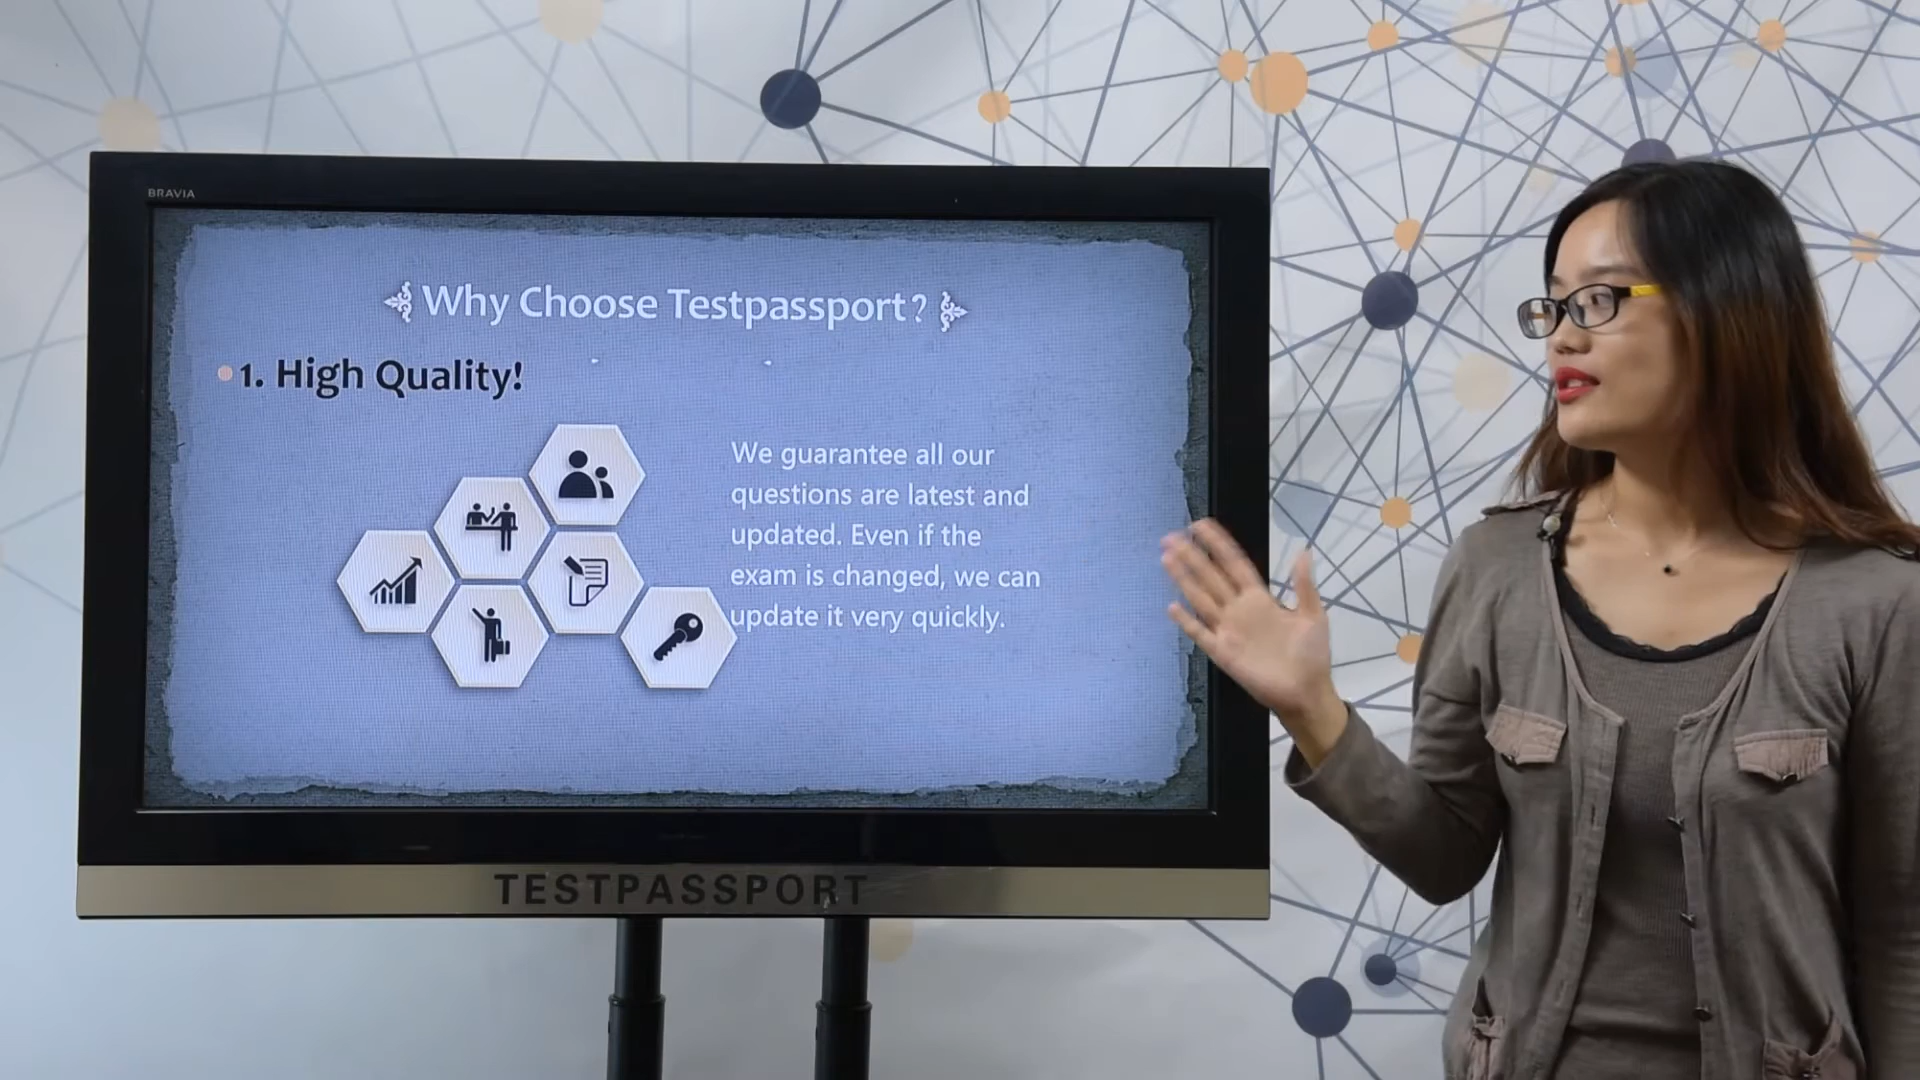 BRAVIA
Why Choose Testpassport?
1. High Quality!
We guarantee all our
questions are latest and
updated. Even if the
exam is changed, we can
update it very quickly.
TESTPASSPORT